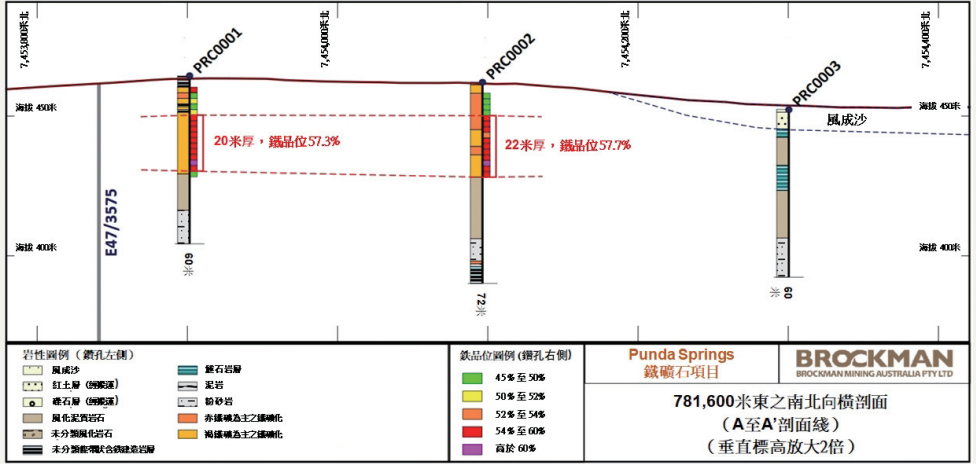 7,453,800米北
7,454,000米北
7,454,200米北
7,454,400米北
PRC0001
PRC0002
PRC0003
海拔 450米
海拔 450米
風成沙
20米厚，鐵品位57.3%
22米厚，鐵品位57.7%
E47/3575
海拔 400米
海拔 400米
60米
72米
60米
岩性圖例（鑽孔左側）
風成沙
紅土層（經搬運）
礫石層（經搬運）
風化泥質岩石
未分類風化岩石
未分類條帶狀含鐵建造岩層
燧石岩層
泥岩
粉砂岩
赤鐵礦為主之鐵礦化
褐鐵礦為主之鐵礦化
鉄品位圖例（鑽孔右側）
45% 至 50%
50% 至 52%
52% 至 54%
54% 至 60%
高於 60%
Punda Springs
鐵礦石項目
BROCKMAN
BROCKMAN MINING AUSTRALIA PTY LTD
781,600米東之南北向橫剖面
（A至A'剖面綫）
（垂直標高放大2倍）